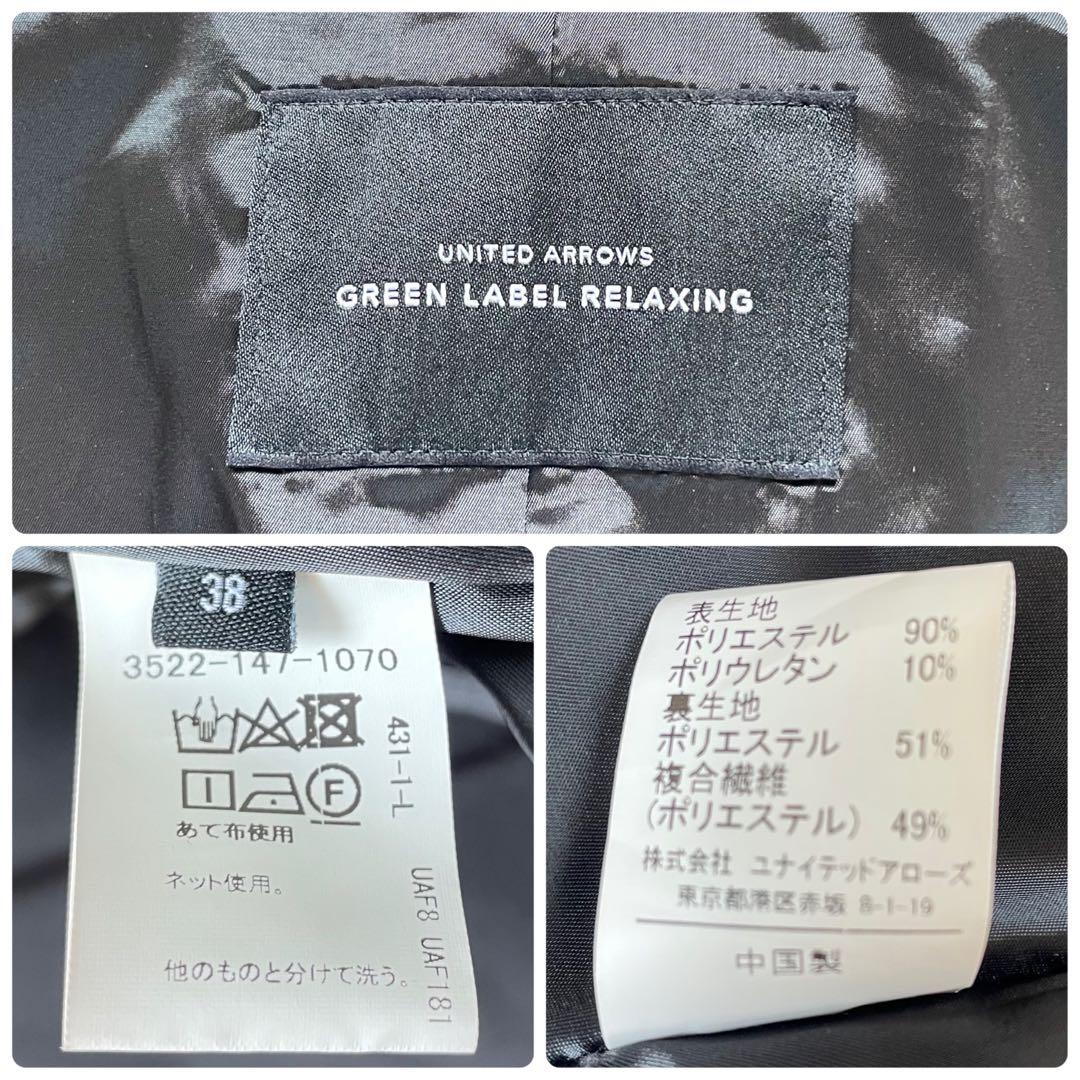 UNITED ARROWS
GREEN LABEL RELAXING
38
3522-147-1070
F
あて布使用
ネット使用。
他のものと分けて洗う。
431-1-L
UAF8 UAF181
表生地
ポリエステル 90%
ポリウレタン 10%
裏生地
ポリエステル 51%
複合繊維
(ポリエステル) 49%
株式会社 ユナイテッドアローズ
東京都港区赤坂 8-1-19
中国製